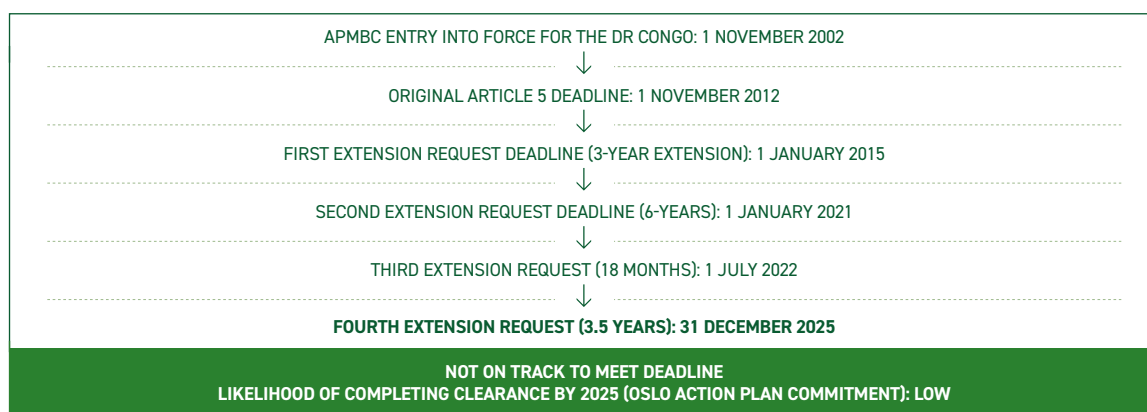 APMBC ENTRY INTO FORCE FOR THE DR CONGO: 1 NOVEMBER 2002
ORIGINAL ARTICLE 5 DEADLINE: 1 NOVEMBER 2012
FIRST EXTENSION REQUEST DEADLINE (3-YEAR EXTENSION): 1 JANUARY 2015
SECOND EXTENSION REQUEST DEADLINE (6-YEARS): 1 JANUARY 2021
THIRD EXTENSION REQUEST (18 MONTHS): 1 JULY 2022
FOURTH EXTENSION REQUEST (3.5 YEARS): 31 DECEMBER 2025
NOT ON TRACK TO MEET DEADLINE
LIKELIHOOD OF COMPLETING CLEARANCE BY 2025 (OSLO ACTION PLAN COMMITMENT): LOW